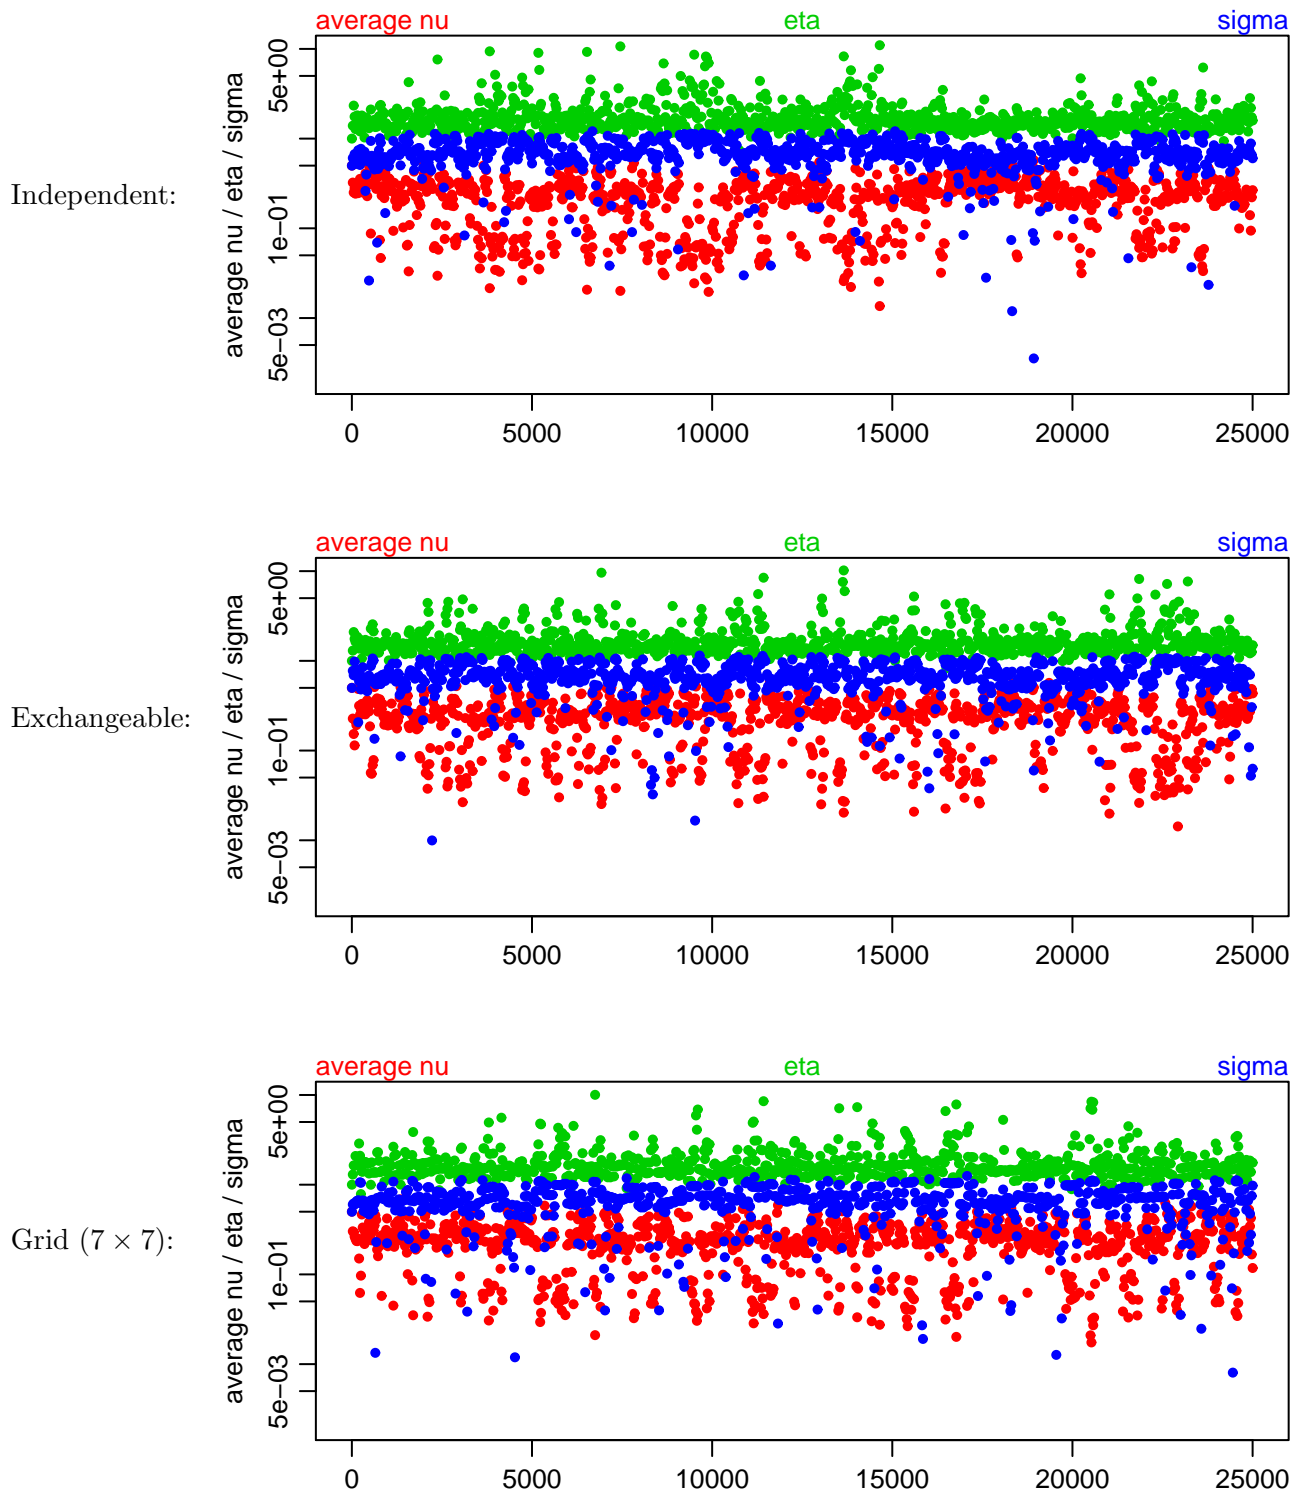 average nu eta sigma
Independent:
average nu / eta / sigma
5e+00
1e-01
5e-03
0 5000 10000 15000 20000 25000
average nu eta sigma
Exchangeable:
average nu / eta / sigma
5e+00
1e-01
5e-03
0 5000 10000 15000 20000 25000
average nu eta sigma
Grid (7 × 7):
average nu / eta / sigma
5e+00
1e-01
5e-03
0 5000 10000 15000 20000 25000